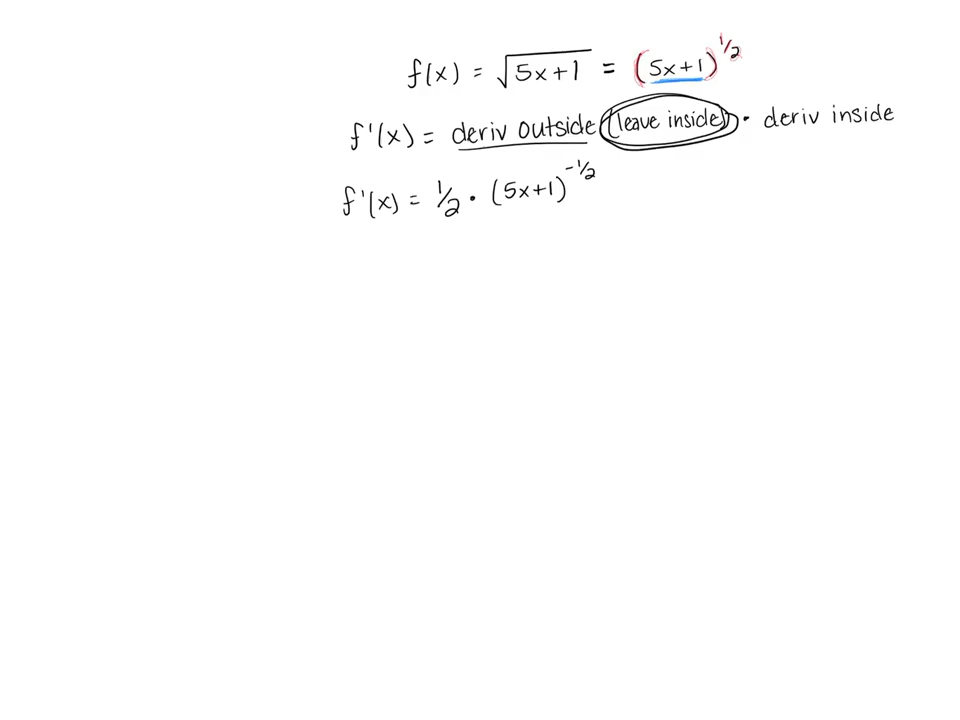 f(x) = √5x+1 = (5x+1)^1/2
f'(x) = deriv outside (leave inside) · deriv inside
f'(x) = 1/2 · (5x+1)^-1/2